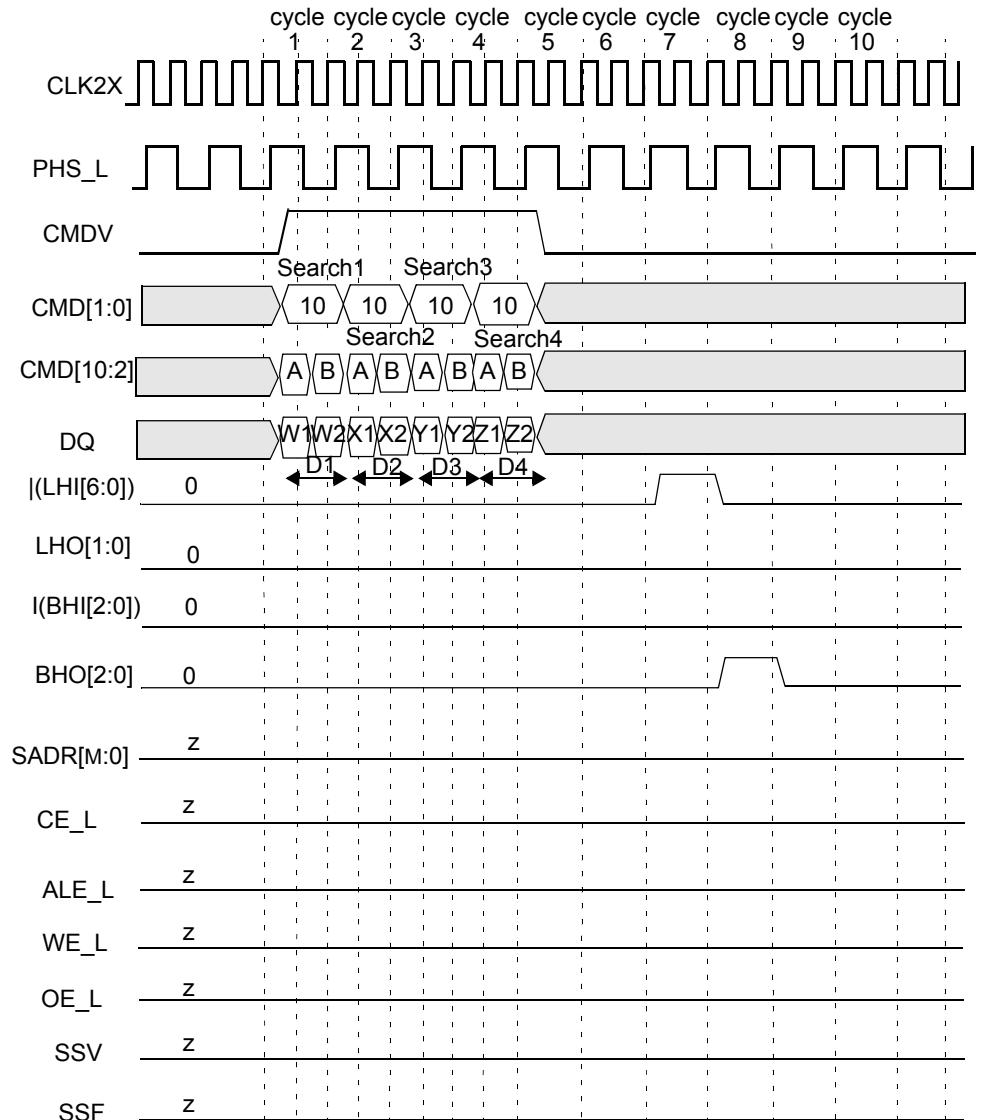 cycle cycle cycle cycle cycle cycle cycle cycle cycle cycle
1 2 3 4 5 6 7 8 9 10
CLK2X
PHS_L
CMDV
Search1 Search3
CMD[1:0] 10 10 10 10
Search2 Search4
CMD[10:2] A B A B A B A B
DQ W1 W2 X1 X2 Y1 Y2 Z1 Z2
D1 D2 D3 D4
|(LHI[6:0]) 0
LHO[1:0] 0
I(BHI[2:0]) 0
BHO[2:0] 0
SADR[M:0] z
CE_L z
ALE_L z
WE_L z
OE_L z
SSV z
SSF z